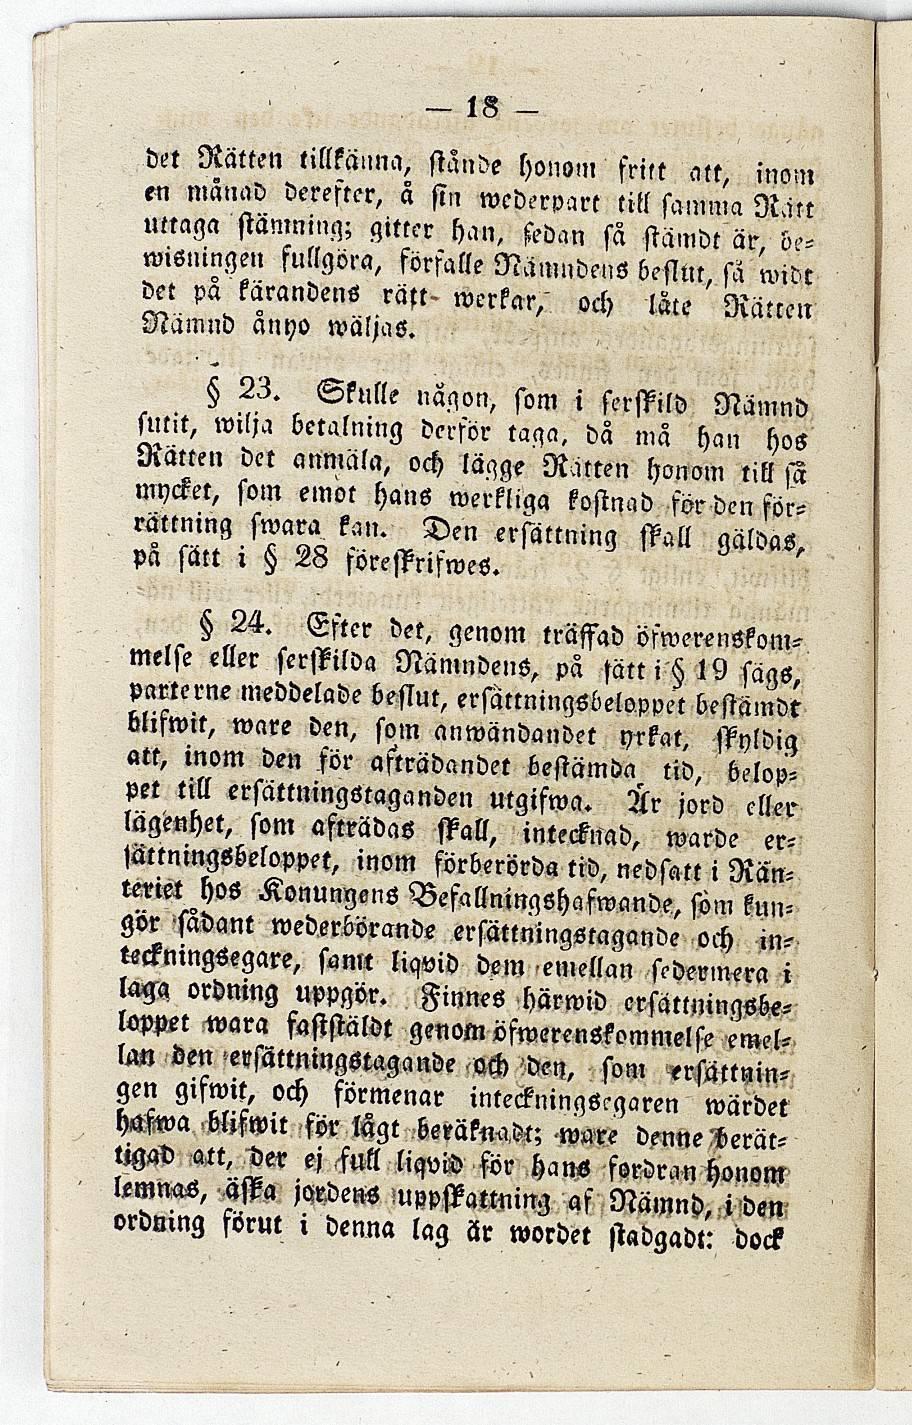 — 18 —
det Rätten tillkänna, stånde honom fritt att, inom
en månad derefter, å sin wederpart till samma Rätt
uttaga stämning; gitter han, sedan så stämdt är, be-
wisningen fullgöra, förfalle Nämndens beslut, så widt
det på kärandens rätt werkar, och låte Rätten
Nämnd ånyo wäljas.
§ 23. Skulle någon, som i serskild Nämnd
sutit, wilja betalning derför taga, då må han hos
Rätten det anmäla, och lägge Rätten honom till så
mycket, som emot hans werkliga kostnad för den för-
rättning swara kan. Den ersättning skall gäldas,
på sätt i § 28 föreskrifwes.
§ 24. Efter det, genom träffad öfwerenskom-
melse eller serskilda Nämndens, på sätt i § 19 sägs,
parterne meddelade beslut, ersättningsbeloppet bestämdt
blifwit, ware den, som anwändandet yrkat, skyldig
att, inom den för afträdandet bestämda tid, belop-
pet till ersättningstaganden utgifwa. Är jord eller
lägenhet, som afträdas skall, intecknad, warde er-
sättningsbeloppet, inom förberörda tid, nedsatt i Rän-
teriet hos Konungens Befallningshafwande, som kun-
gör sådant wederbörande ersättningstagande och in-
teckningsegare, samt liqvid dem emellan sedermera i
laga ordning uppgör. Finnes härwid ersättningsbe-
loppet wara fastställdt genom öfwerenskommelse emel-
lan den ersättningstagande och den, som ersättnin-
gen gifwit, och förmenar inteckningsegaren wärdet
hafwa blifwit för lågt beräknadt; ware denne berät-
tigad att, der ej full liqvid för hans fordran honom
lemnas, äska jordens uppskattning af Nämnd, i den
ordning förut i denna lag är wordet stadgadt: dock